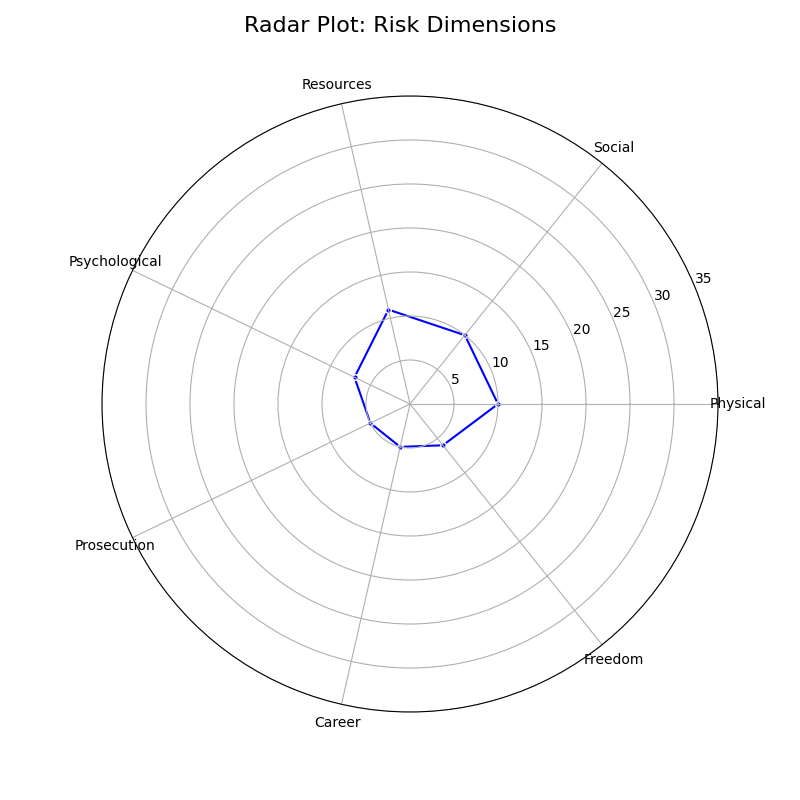 Radar Plot: Risk Dimensions
Resources
Social
Psychological
35
30
25
20
15
10
5
Physical
Prosecution
Freedom
Career